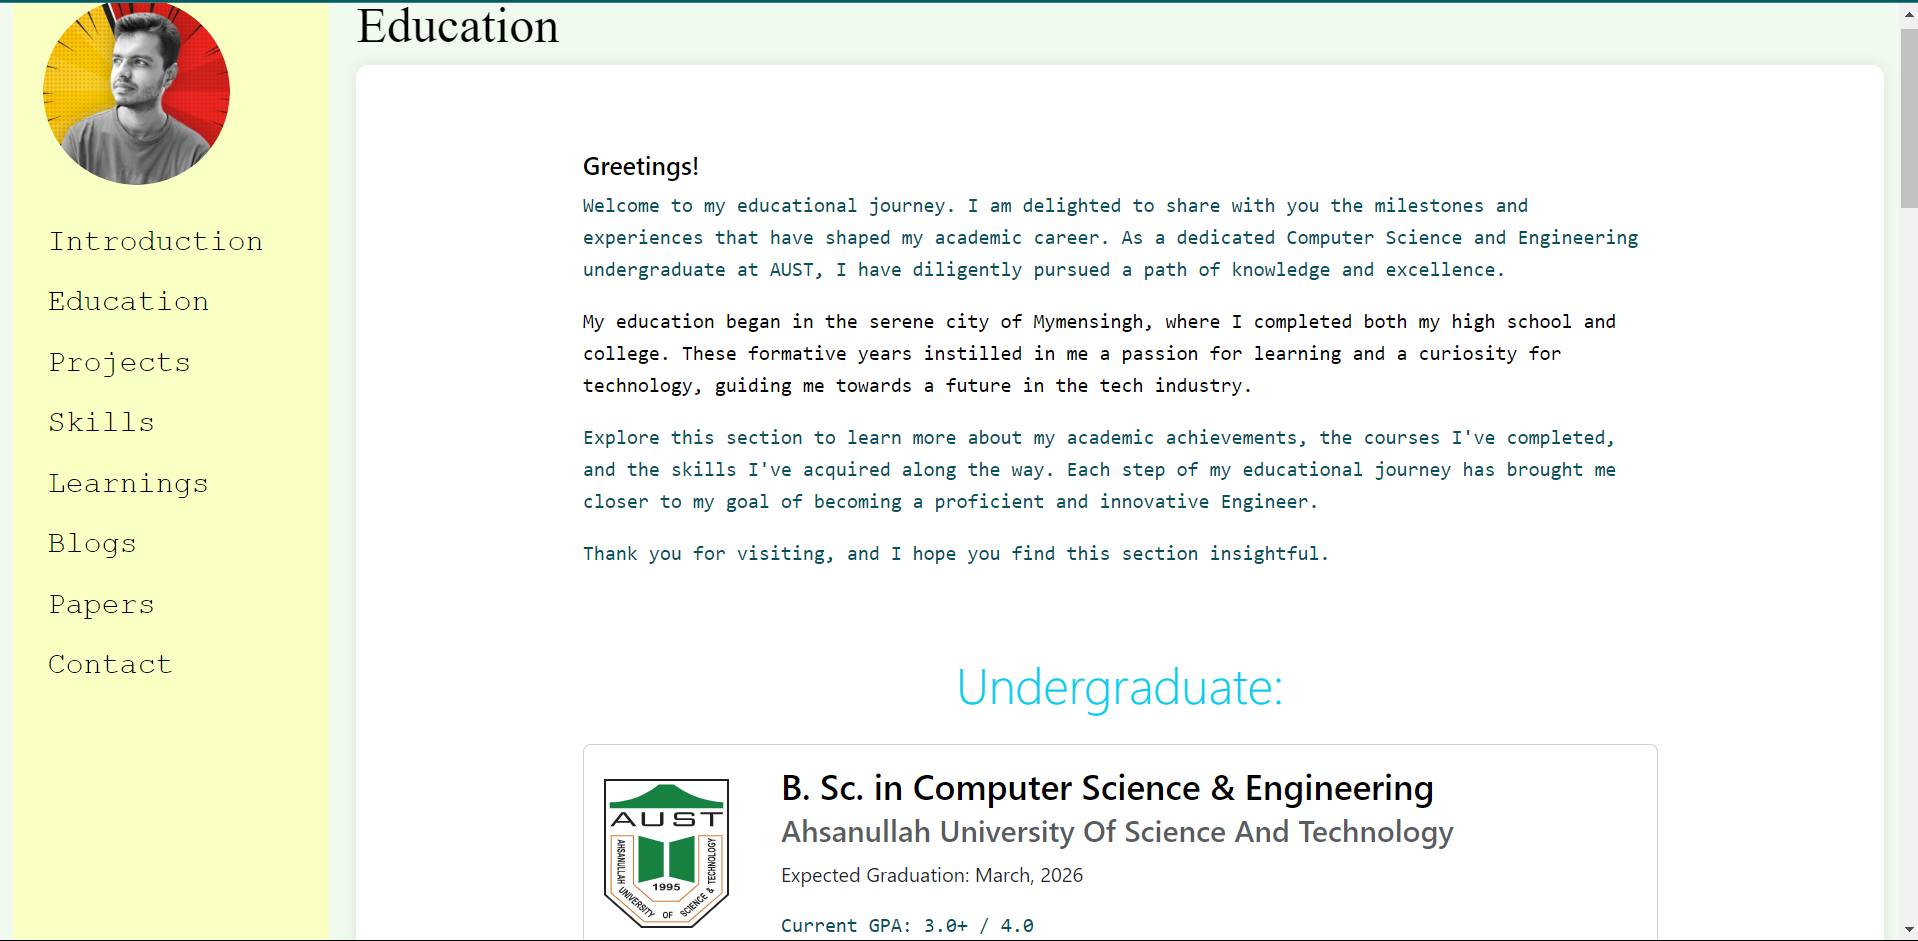 Education
Introduction
Education
Projects
Skills
Learnings
Blogs
Papers
Contact
Greetings!
Welcome to my educational journey. I am delighted to share with you the milestones and
experiences that have shaped my academic career. As a dedicated Computer Science and Engineering
undergraduate at AUST, I have diligently pursued a path of knowledge and excellence.
My education began in the serene city of Mymensingh, where I completed both my high school and
college. These formative years instilled in me a passion for learning and a curiosity for
technology, guiding me towards a future in the tech industry.
Explore this section to learn more about my academic achievements, the courses I've completed,
and the skills I've acquired along the way. Each step of my educational journey has brought me
closer to my goal of becoming a proficient and innovative Engineer.
Thank you for visiting, and I hope you find this section insightful.
Undergraduate:
AUST
AHSANULLAH UNIVERSITY OF SCIENCE & TECHNOLOGY
1995
B. Sc. in Computer Science & Engineering
Ahsanullah University Of Science And Technology
Expected Graduation: March, 2026
Current GPA: 3.0+ / 4.0